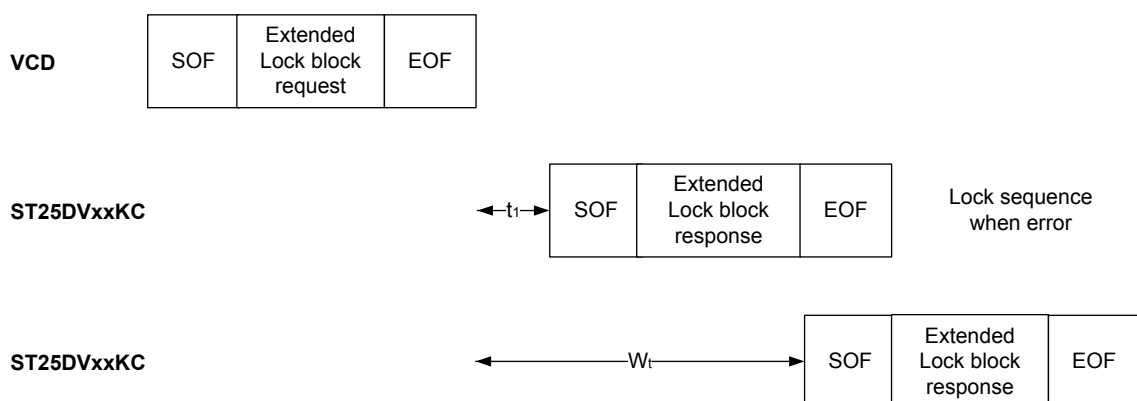 VCD
SOF
Extended
Lock block
request
EOF
ST25DVxxKC
t1
SOF
Extended
Lock block
response
EOF
Lock sequence
when error
ST25DVxxKC
Wt
SOF
Extended
Lock block
response
EOF